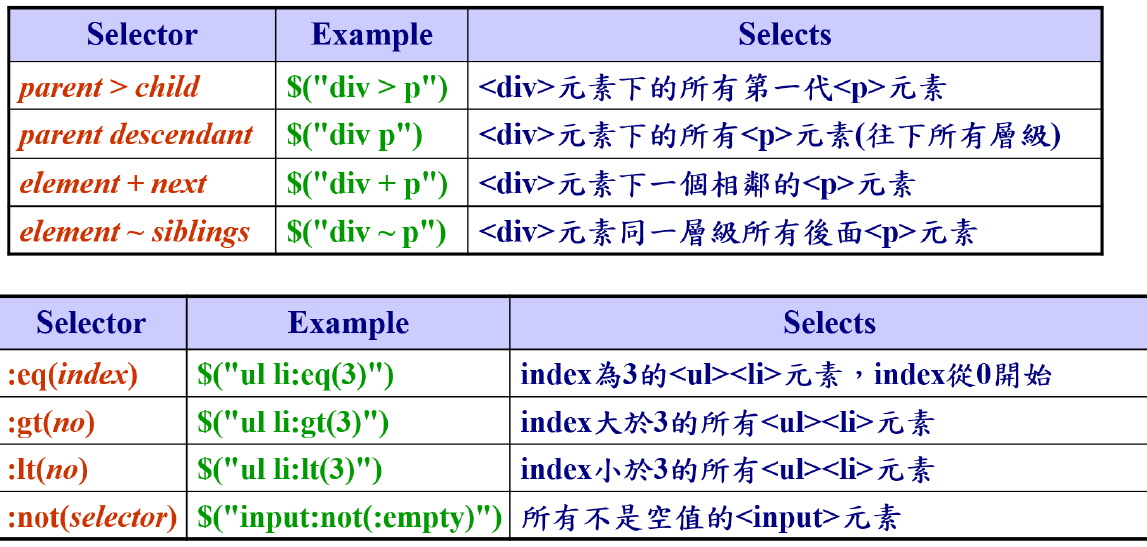 Selector Example Selects
parent > child $("div > p") <div>元素下的所有第一代<p>元素
parent descendant $("div p") <div>元素下的所有<p>元素(往下所有層級)
element + next $("div + p") <div>元素下一個相鄰的<p>元素
element ~ siblings $("div ~ p") <div>元素同一層級所有後面<p>元素
Selector Example Selects
:eq(index) $("ul li:eq(3)") index為3的<ul><li>元素，index從0開始
:gt(no) $("ul li:gt(3)") index大於3的所有<ul><li>元素
:lt(no) $("ul li:lt(3)") index小於3的所有<ul><li>元素
:not(selector) $("input:not(:empty)") 所有不是空值的<input>元素